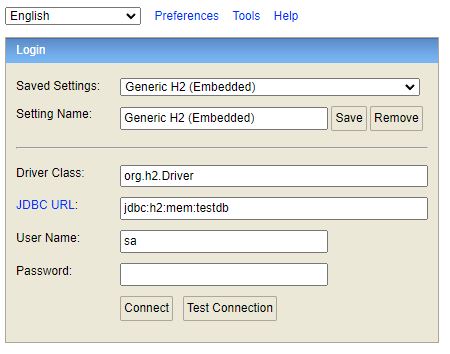 English Preferences Tools Help
Login
Saved Settings: Generic H2 (Embedded)
Setting Name: Generic H2 (Embedded) Save Remove
Driver Class: org.h2.Driver
JDBC URL: jdbc:h2:mem:testdb
User Name: sa
Password:
Connect Test Connection